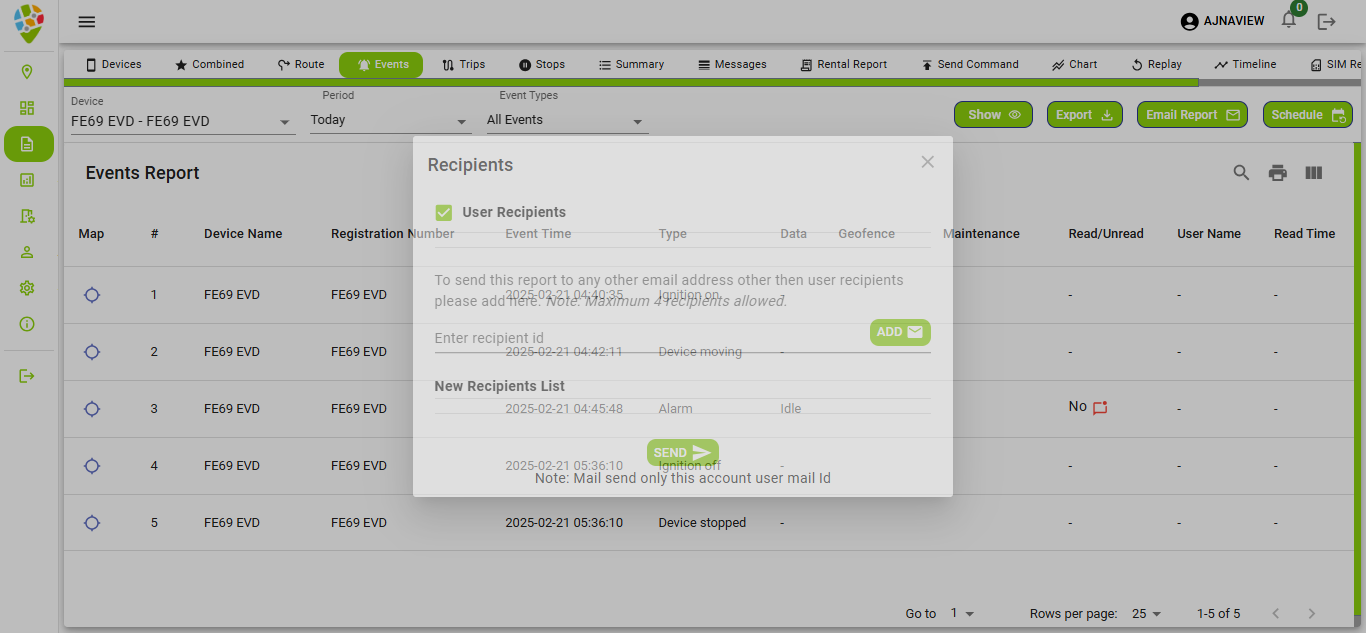 AJNAVIEW 0
Devices Combined Route Events Trips Stops Summary Messages Rental Report Send Command Chart Replay Timeline SIM Re
Device Period Event Types
FE69 EVD - FE69 EVD Today All Events Show Export Email Report Schedule
Recipients
Events Report
User Recipients
Map # Device Name Registration Number Event Time Type Data Geofence Maintenance Read/Unread User Name Read Time
To send this report to any other email address other then user recipients
1 FE69 EVD FE69 EVD 2025-02-21 04:40:35 Ignition on - - - -
please add here. Note: Maximum 4 recipients allowed.
Enter recipient id ADD
2 FE69 EVD FE69 EVD 2025-02-21 04:42:11 Device moving - - - -
New Recipients List
3 FE69 EVD FE69 EVD 2025-02-21 04:45:48 Alarm Idle No - -
SEND
4 FE69 EVD FE69 EVD 2025-02-21 05:36:10 Ignition off - - - -
Note: Mail send only this account user mail Id
5 FE69 EVD FE69 EVD 2025-02-21 05:36:10 Device stopped - - - -
Go to 1 Rows per page: 25 1-5 of 5